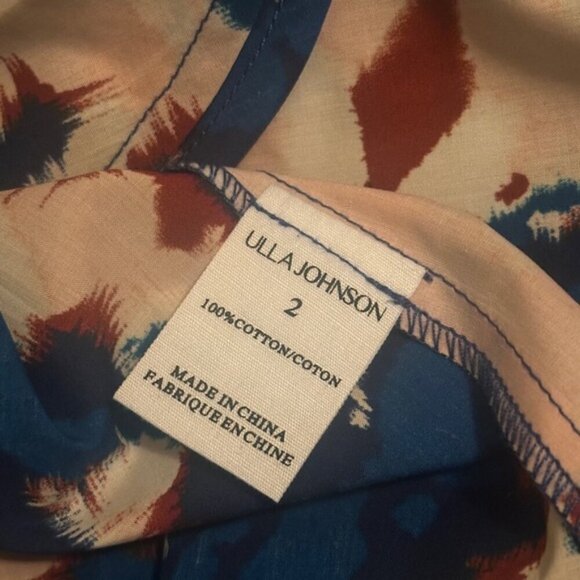 ULLA JOHNSON
2
100%COTTON/COTON
MADE IN CHINA
FABRIQUE EN CHINE